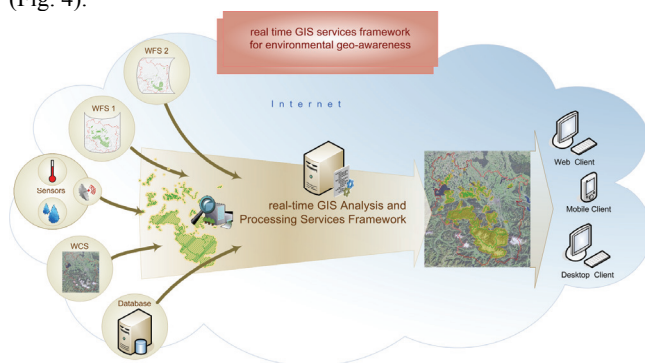 (Fig. 4).
real time GIS services framework
for environmental geo-awareness
WFS 2
Internet
WFS 1
Sensors
real-time GIS Analysis and
Processing Services Framework
WCS
Database
Web Client
Mobile Client
Desktop Client